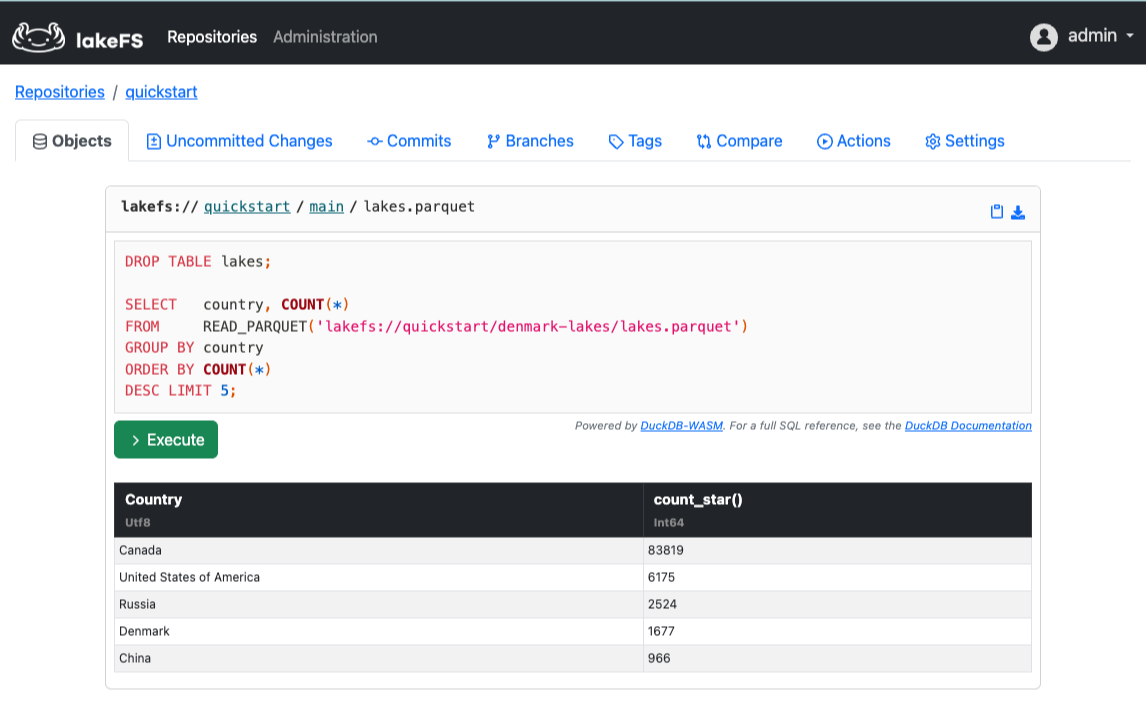 lakeFS Repositories Administration admin
Repositories / quickstart
Objects Uncommitted Changes Commits Branches Tags Compare Actions Settings
lakefs:// quickstart / main / lakes.parquet
DROP TABLE lakes;
SELECT country, COUNT(*)
FROM READ_PARQUET('lakefs://quickstart/denmark-lakes/lakes.parquet')
GROUP BY country
ORDER BY COUNT(*)
DESC LIMIT 5;
Powered by DuckDB-WASM. For a full SQL reference, see the DuckDB Documentation
> Execute
Country count_star()
Utf8 Int64
Canada 83819
United States of America 6175
Russia 2524
Denmark 1677
China 966